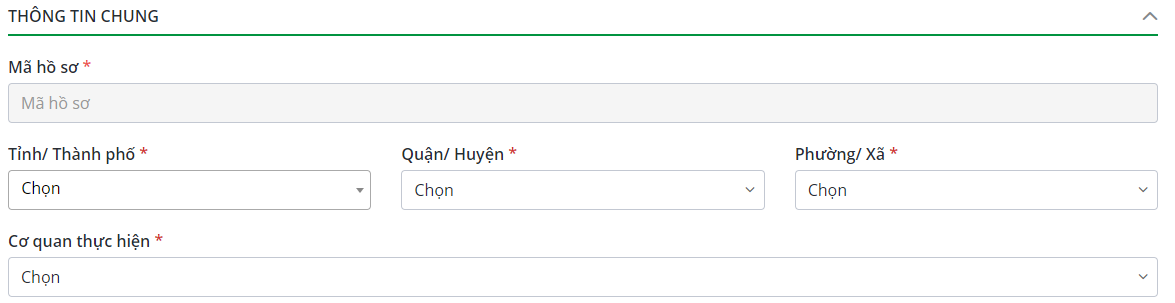 THÔNG TIN CHUNG
Mã hồ sơ *
Mã hồ sơ
Tỉnh/ Thành phố * Quận/ Huyện * Phường/ Xã *
Chọn Chọn Chọn
Cơ quan thực hiện *
Chọn